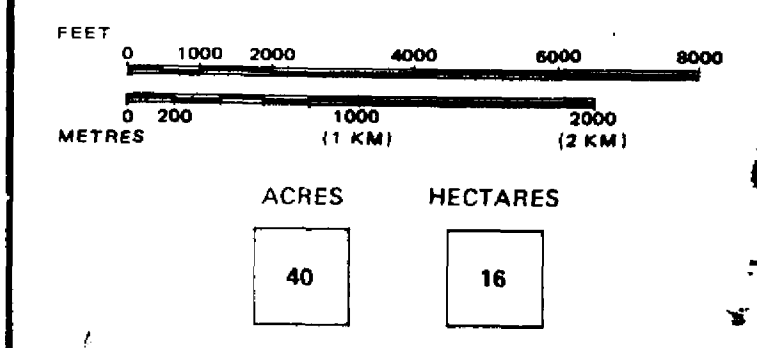 FEET
0 1000 2000 4000 6000 8000
0 200 1000 2000
METRES (1 KM) (2 KM)
ACRES HECTARES
40 16